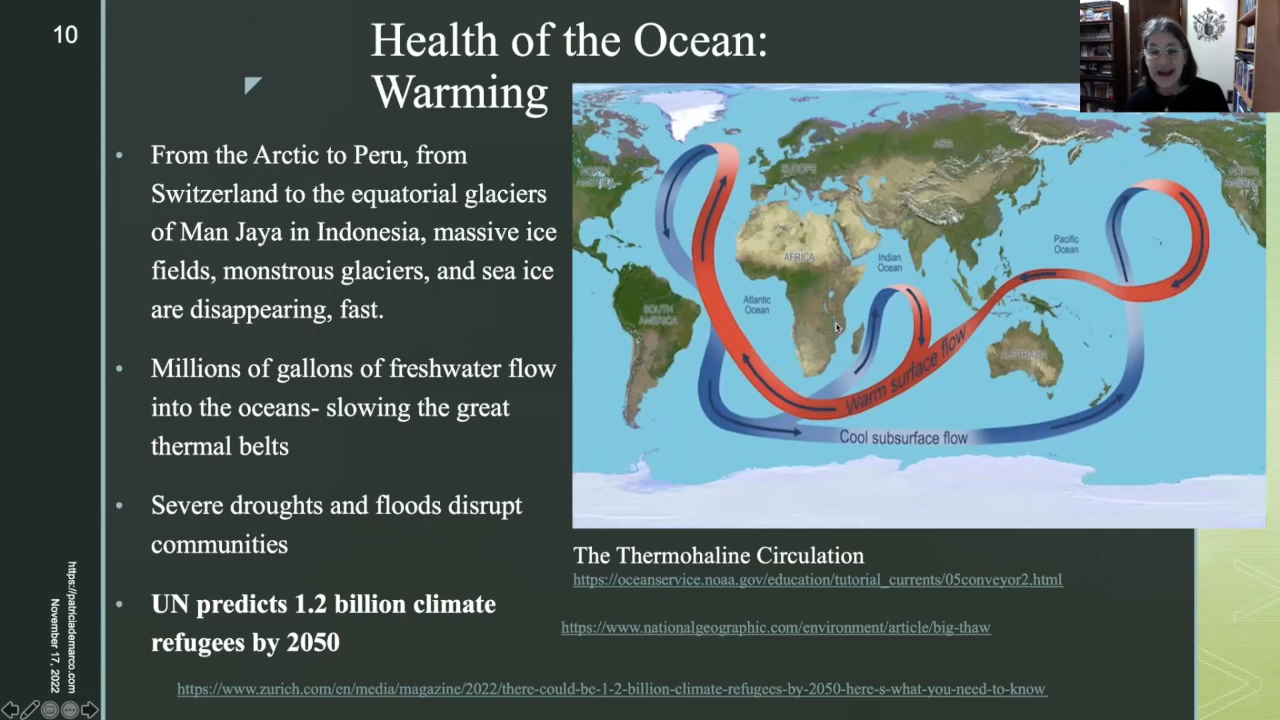 10
Health of the Ocean:
Warming
• From the Arctic to Peru, from
Switzerland to the equatorial glaciers
of Man Jaya in Indonesia, massive ice
fields, monstrous glaciers, and sea ice
are disappearing, fast.
• Millions of gallons of freshwater flow
into the oceans- slowing the great
thermal belts
• Severe droughts and floods disrupt
communities
• UN predicts 1.2 billion climate
refugees by 2050
ASIA
EUROPE
NORTH
AMERICA
AFRICA
Indian
Ocean
Pacific
Ocean
Atlantic
Ocean
SOUTH
AMERICA
AUSTRALIA
Warm surface flow
Cool subsurface flow
The Thermohaline Circulation
https://oceanservice.noaa.gov/education/tutorial_currents/05conveyor2.html
https://www.nationalgeographic.com/environment/article/big-thaw
https://www.zurich.com/en/media/magazine/2022/there-could-be-1-2-billion-climate-refugees-by-2050-here-s-what-you-need-to-know
https://patriciademarco.com
November 17, 2022